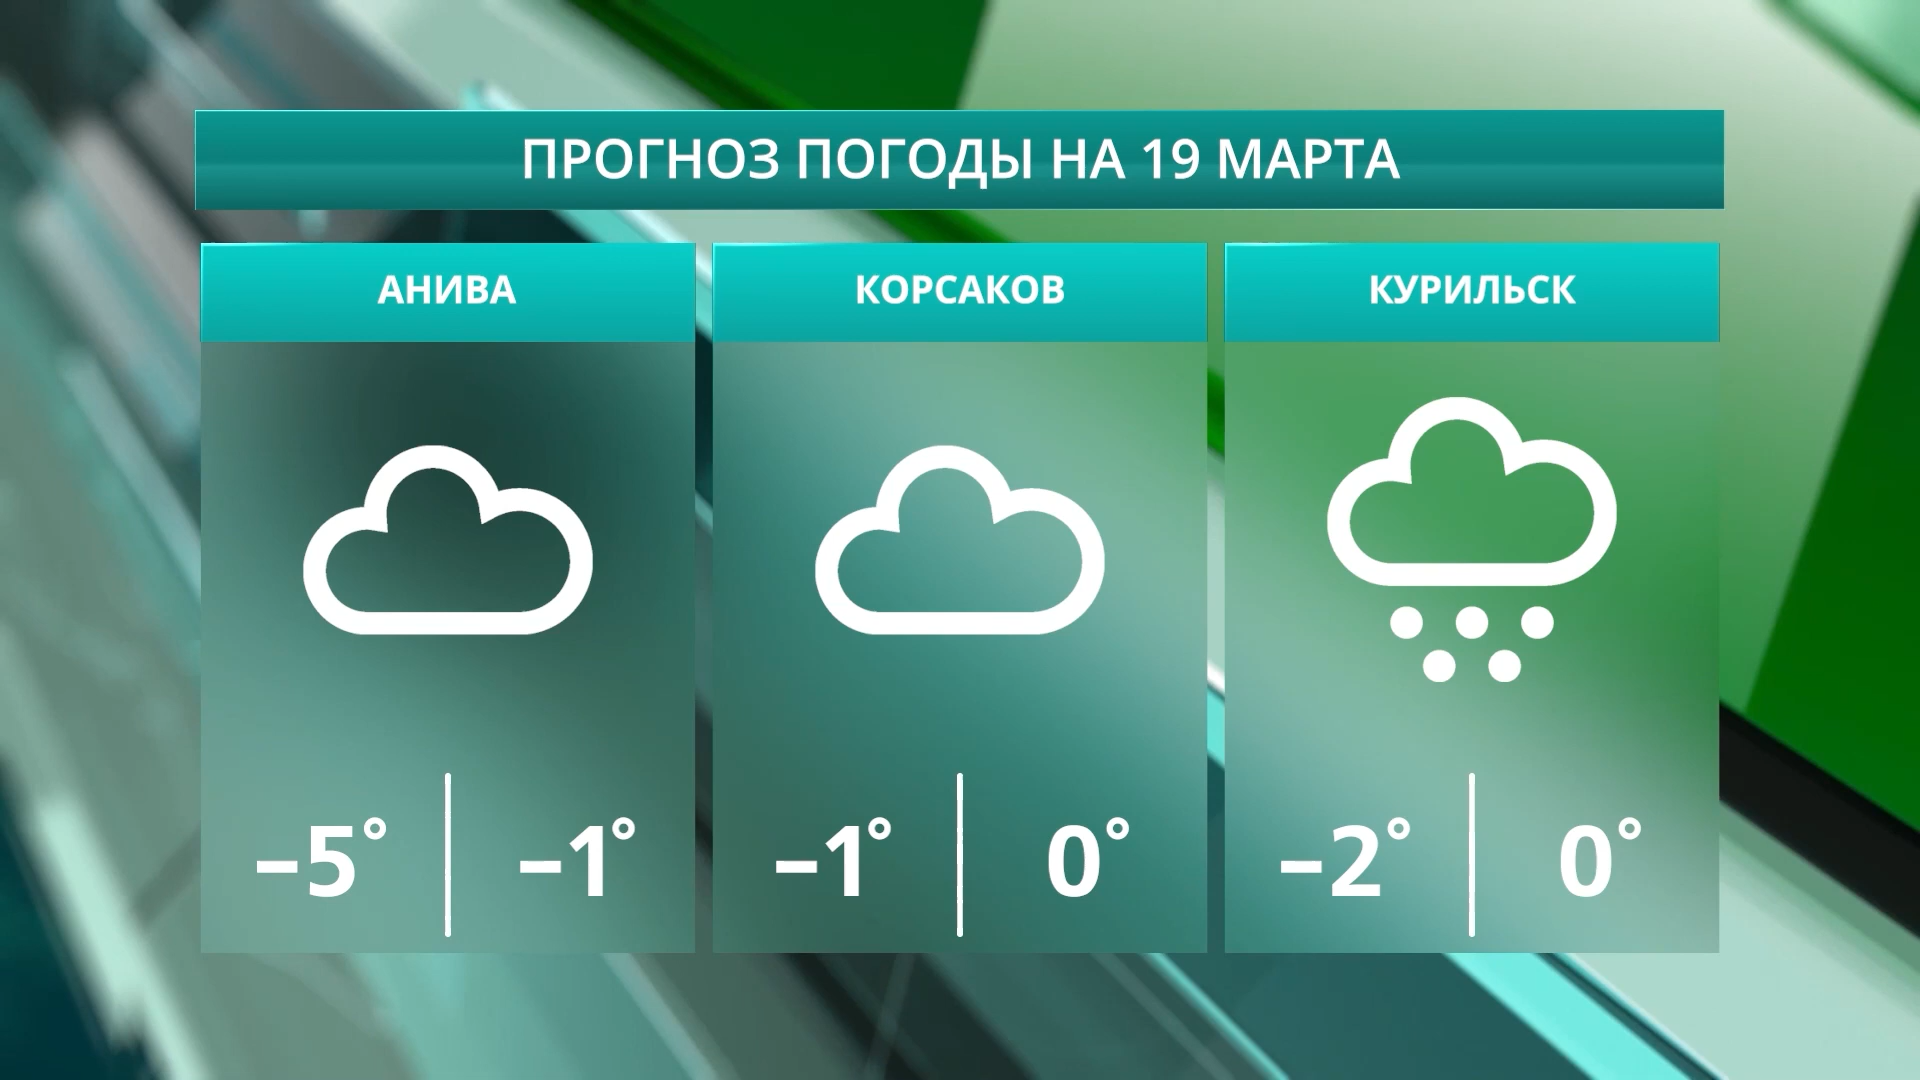 ПРОГНОЗ ПОГОДЫ НА 19 МАРТА
АНИВА
КОРСАКОВ
КУРИЛЬСК
–5° –1°
–1° 0°
–2° 0°